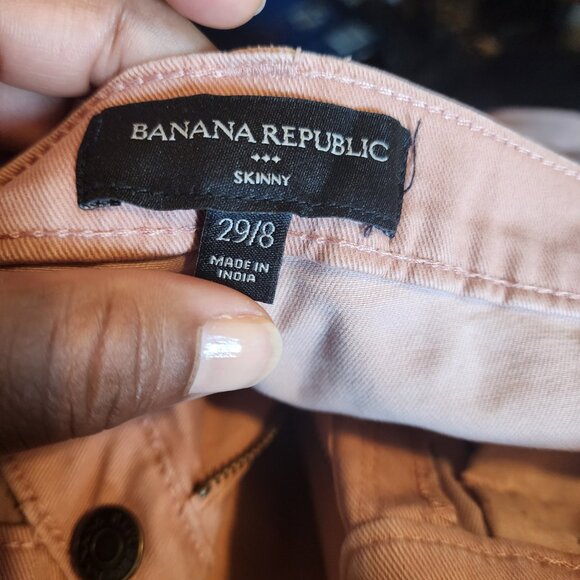 BANANA REPUBLIC
SKINNY
29/8
MADE IN
INDIA